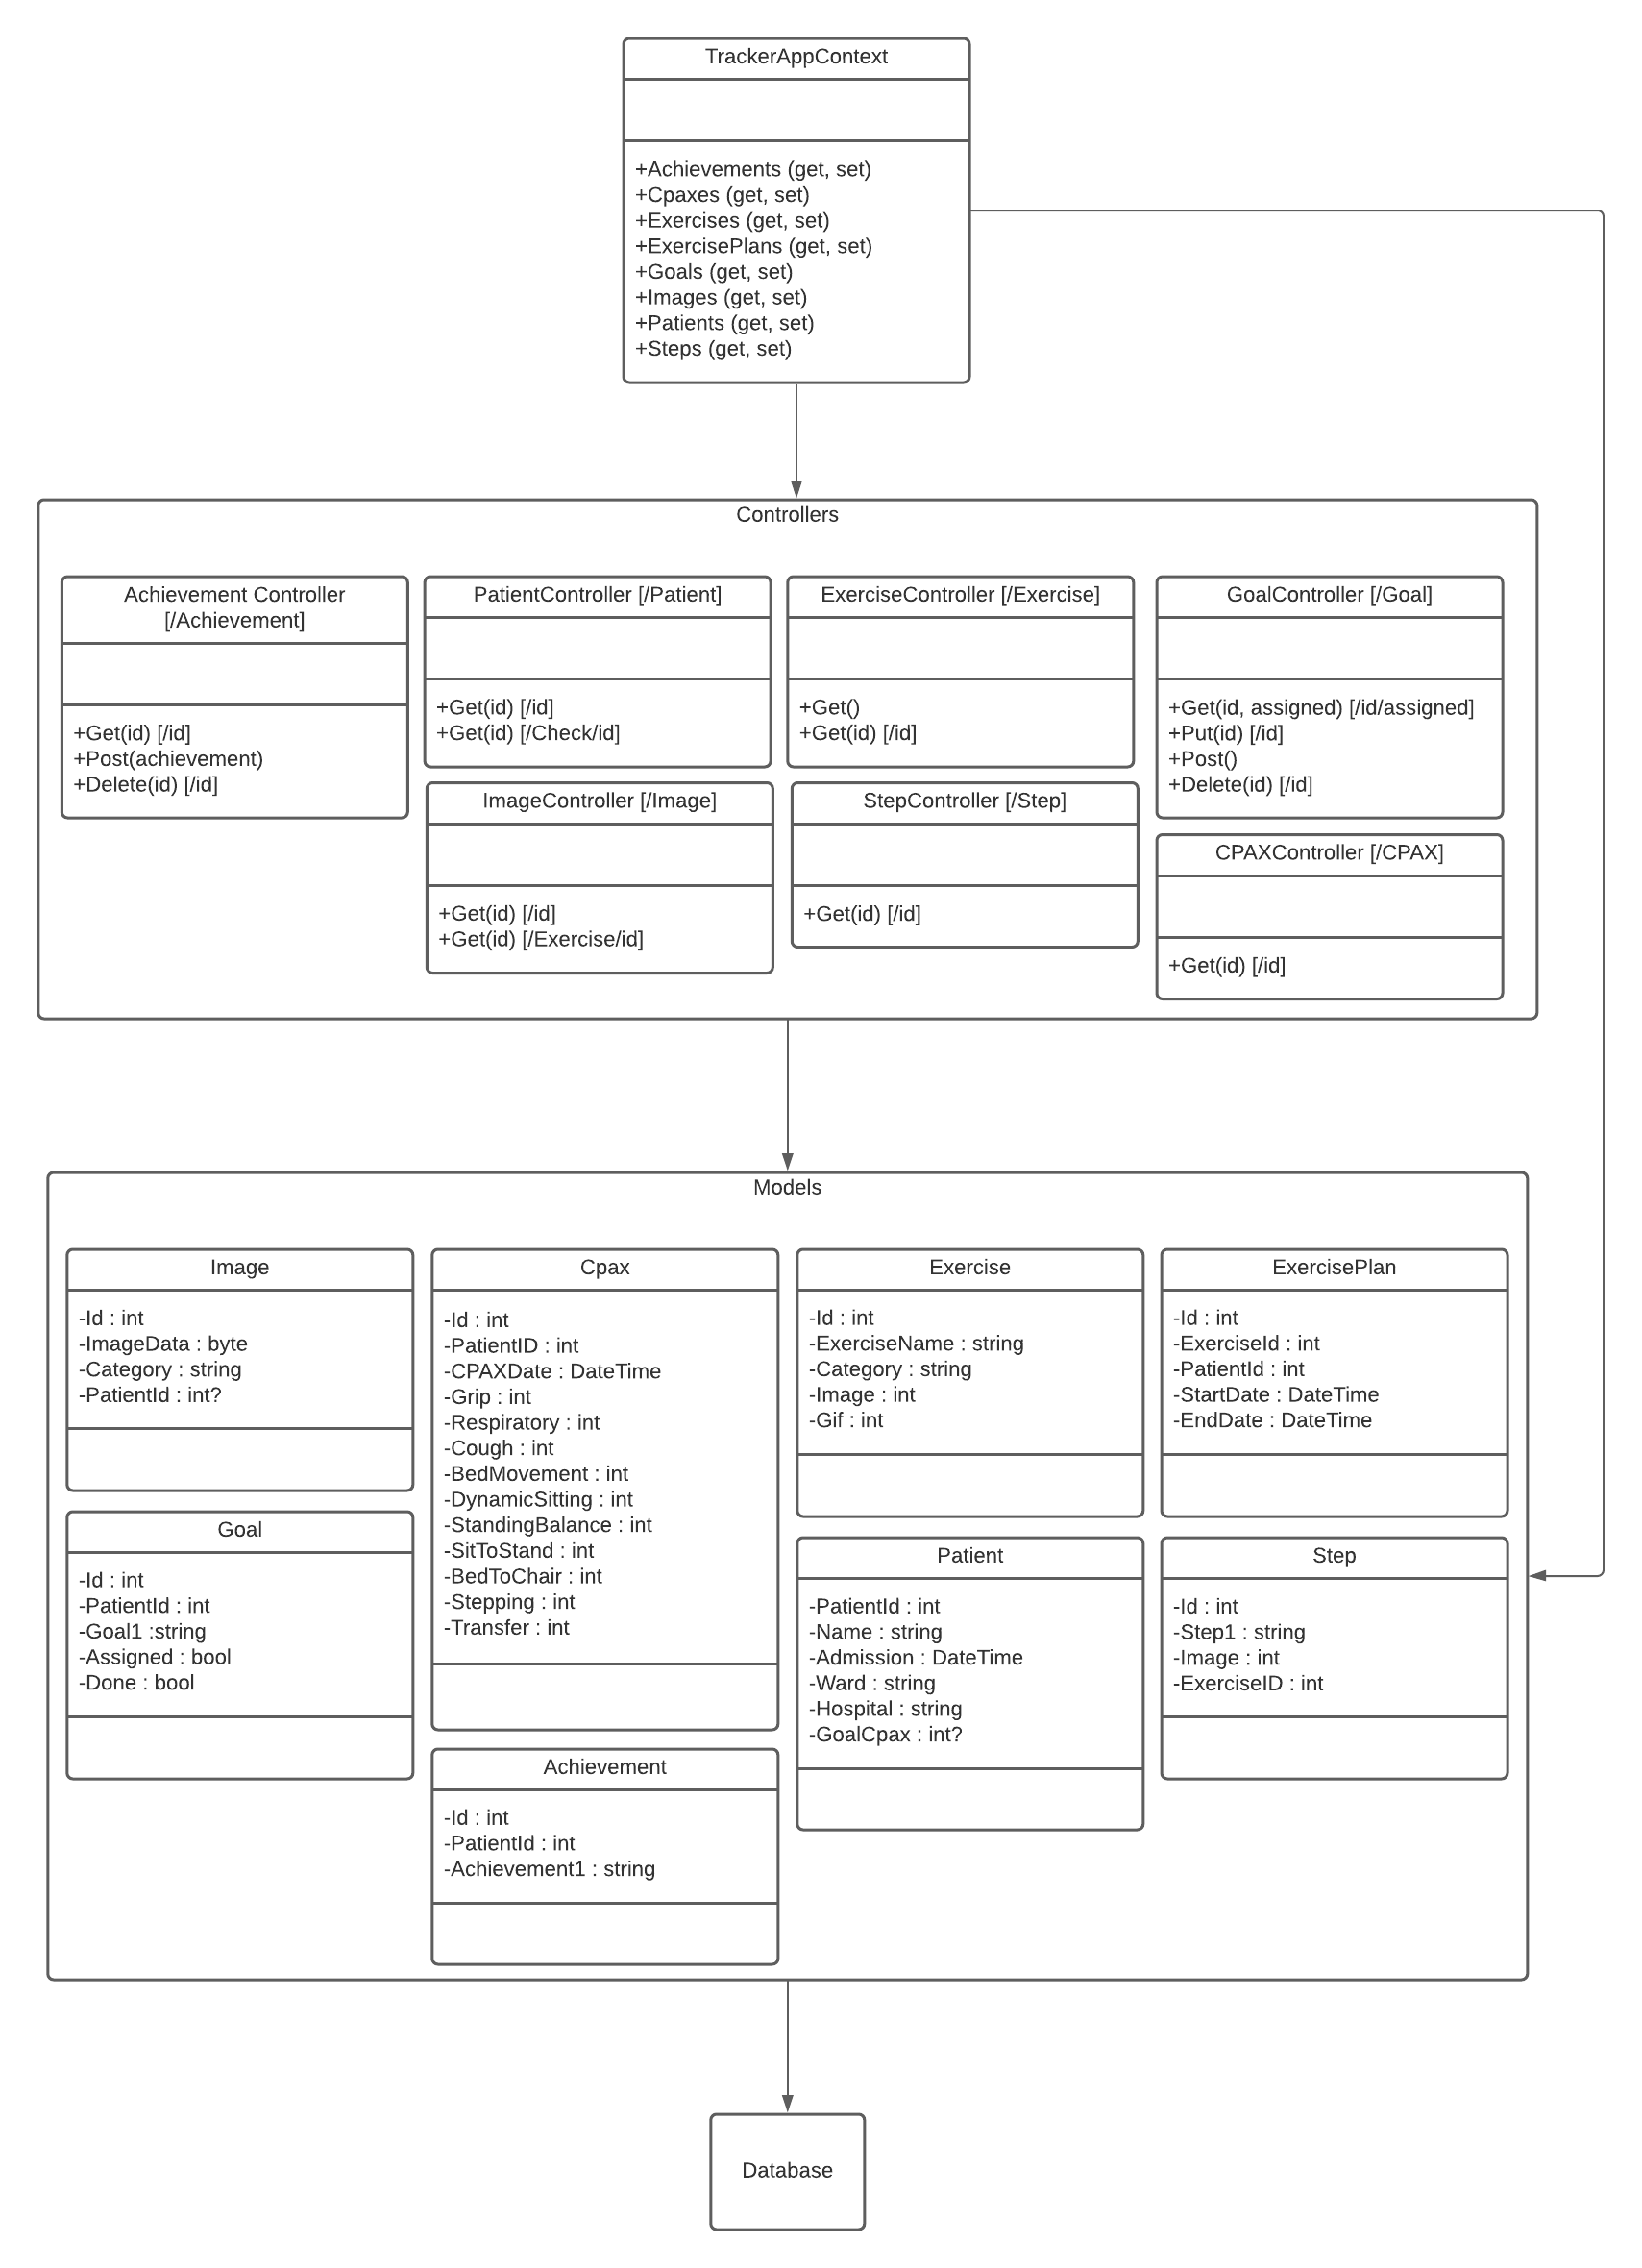 TrackerAppContext
+Achievements (get, set)
+Cpaxes (get, set)
+Exercises (get, set)
+ExercisePlans (get, set)
+Goals (get, set)
+Images (get, set)
+Patients (get, set)
+Steps (get, set)
Controllers
Achievement Controller
[/Achievement]
+Get(id) [/id]
+Post(achievement)
+Delete(id) [/id]
PatientController [/Patient]
+Get(id) [/id]
+Get(id) [/Check/id]
ExerciseController [/Exercise]
+Get()
+Get(id) [/id]
GoalController [/Goal]
+Get(id, assigned) [/id/assigned]
+Put(id) [/id]
+Post()
+Delete(id) [/id]
ImageController [/Image]
+Get(id) [/id]
+Get(id) [/Exercise/id]
StepController [/Step]
+Get(id) [/id]
CPAXController [/CPAX]
+Get(id) [/id]
Models
Image
-Id : int
-ImageData : byte
-Category : string
-PatientId : int?
Cpax
-Id : int
-PatientID : int
-CPAXDate : DateTime
-Grip : int
-Respiratory : int
-Cough : int
-BedMovement : int
-DynamicSitting : int
-StandingBalance : int
-SitToStand : int
-BedToChair : int
-Stepping : int
-Transfer : int
Exercise
-Id : int
-ExerciseName : string
-Category : string
-Image : int
-Gif : int
ExercisePlan
-Id : int
-ExerciseId : int
-PatientId : int
-StartDate : DateTime
-EndDate : DateTime
Goal
-Id : int
-PatientId : int
-Goal1 :string
-Assigned : bool
-Done : bool
Patient
-PatientId : int
-Name : string
-Admission : DateTime
-Ward : string
-Hospital : string
-GoalCpax : int?
Step
-Id : int
-Step1 : string
-Image : int
-ExerciseID : int
Achievement
-Id : int
-PatientId : int
-Achievement1 : string
Database